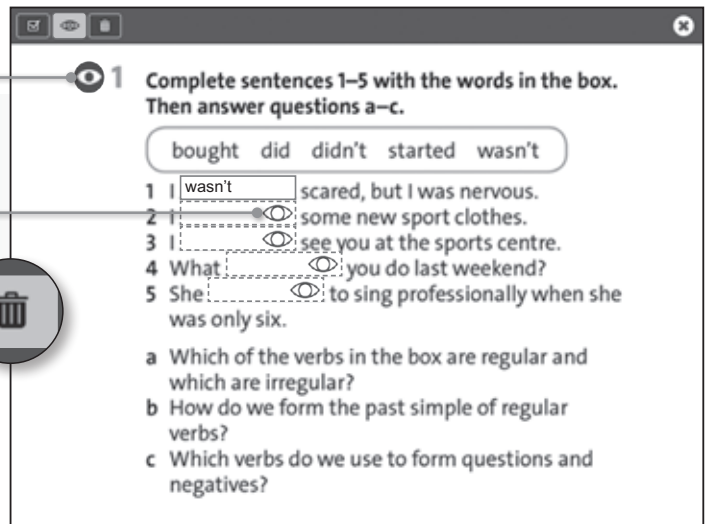 1 Complete sentences 1–5 with the words in the box.
Then answer questions a–c.
bought did didn't started wasn't
1 I wasn't scared, but I was nervous.
2 I some new sport clothes.
3 I see you at the sports centre.
4 What you do last weekend?
5 She to sing professionally when she
was only six.
a Which of the verbs in the box are regular and
which are irregular?
b How do we form the past simple of regular
verbs?
c Which verbs do we use to form questions and
negatives?